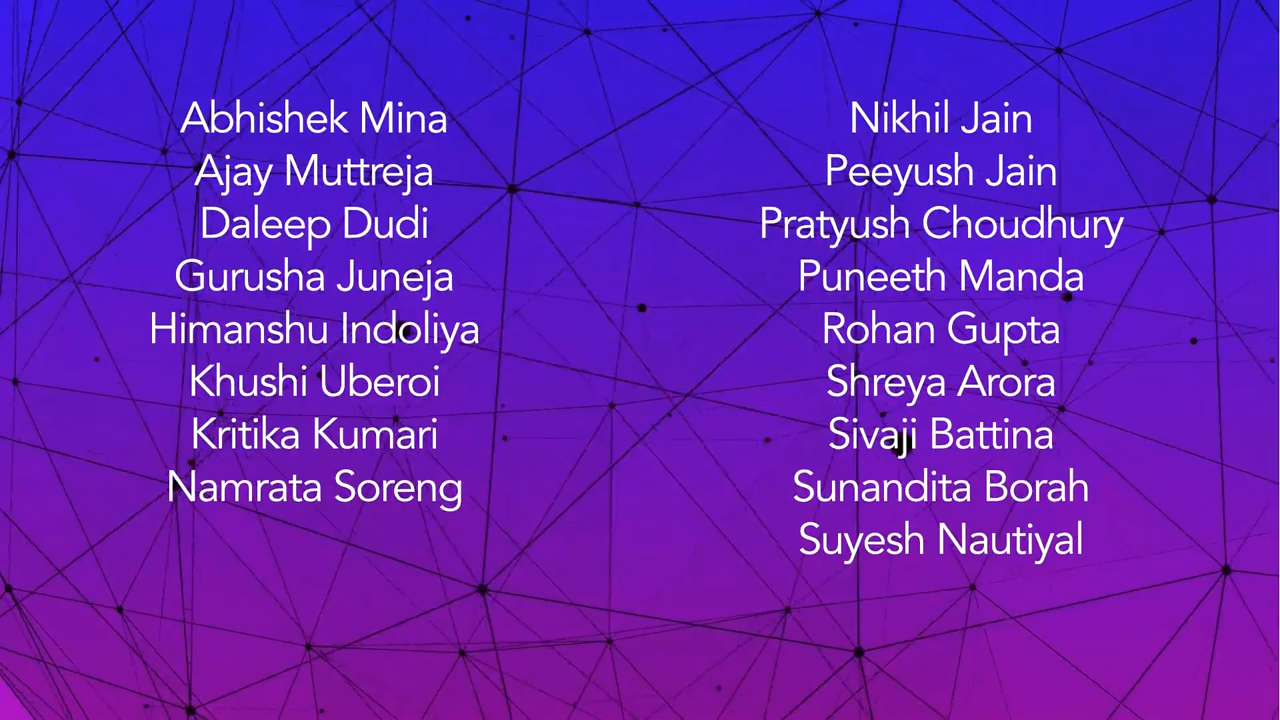 Abhishek Mina
Ajay Muttreja
Daleep Dudi
Gurusha Juneja
Himanshu Indoliya
Khushi Uberoi
Kritika Kumari
Namrata Soreng
Nikhil Jain
Peeyush Jain
Pratyush Choudhury
Puneeth Manda
Rohan Gupta
Shreya Arora
Sivaji Battina
Sunandita Borah
Suyesh Nautiyal